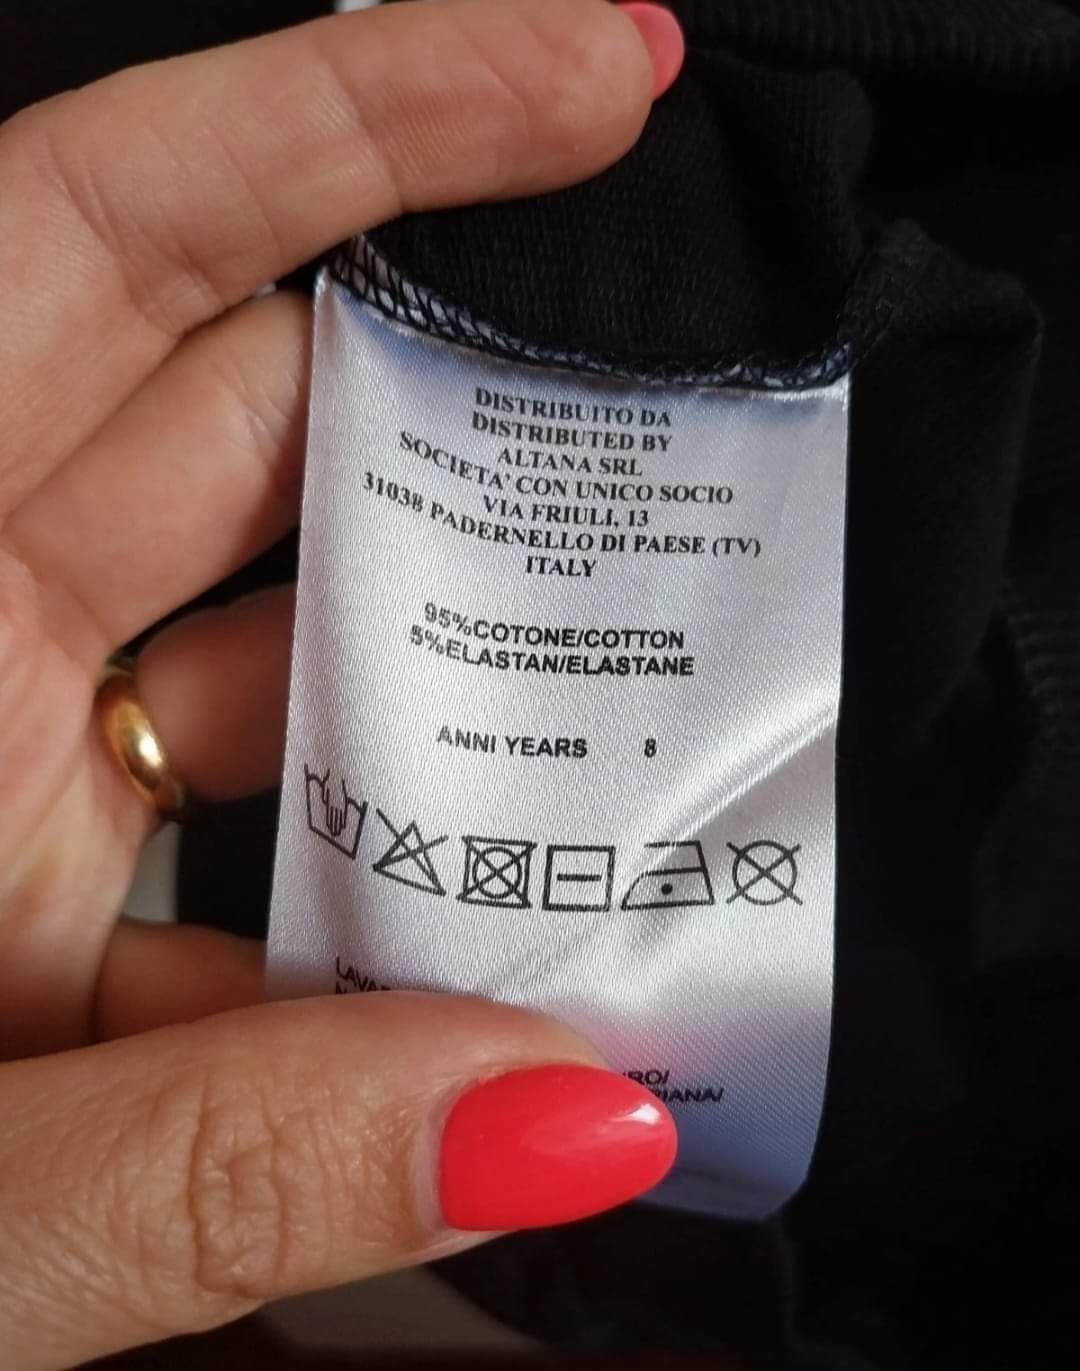 DISTRIBUITO DA
DISTRIBUTED BY
ALTANA SRL
SOCIETA' CON UNICO SOCIO
VIA FRIULI, 13
31038 PADERNELLO DI PAESE (TV)
ITALY
95%COTONE/COTTON
5%ELASTAN/ELASTANE
ANNI YEARS 8